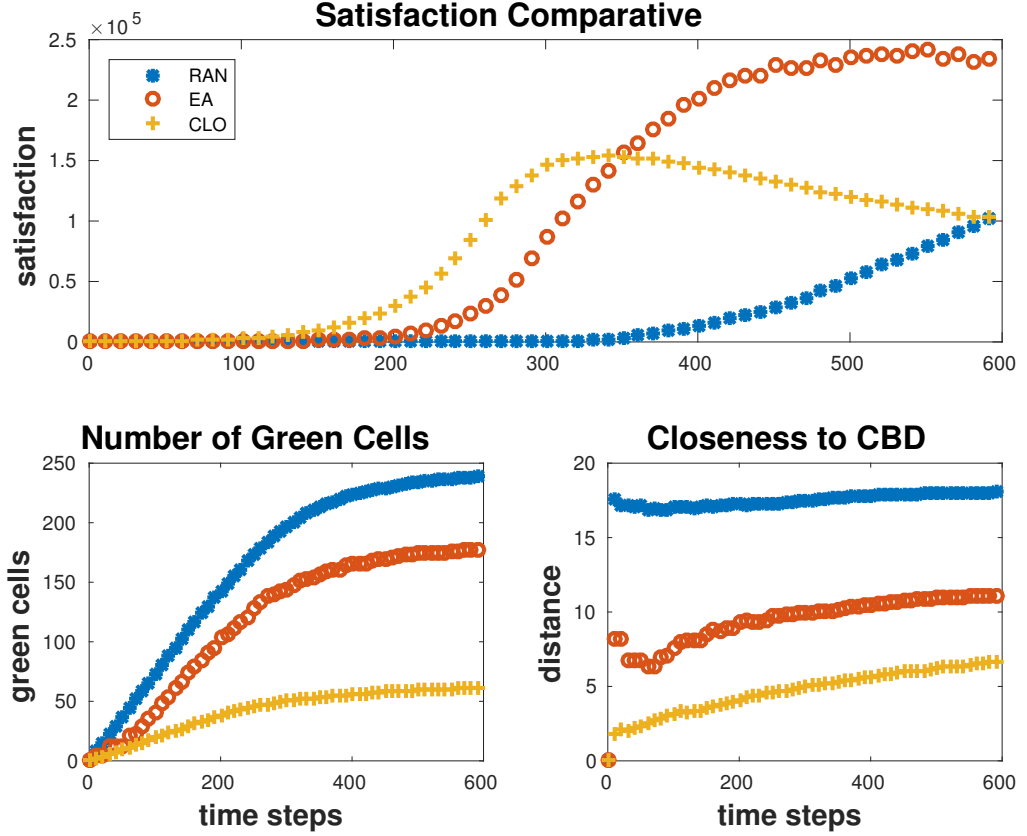 Satisfaction Comparative
×10^5
2.5
2
1.5
1
0.5
0
satisfaction
RAN
EA
CLO
0 100 200 300 400 500 600
Number of Green Cells
250
200
150
100
50
0
green cells
0 200 400 600
time steps
Closeness to CBD
20
15
10
5
0
distance
0 200 400 600
time steps